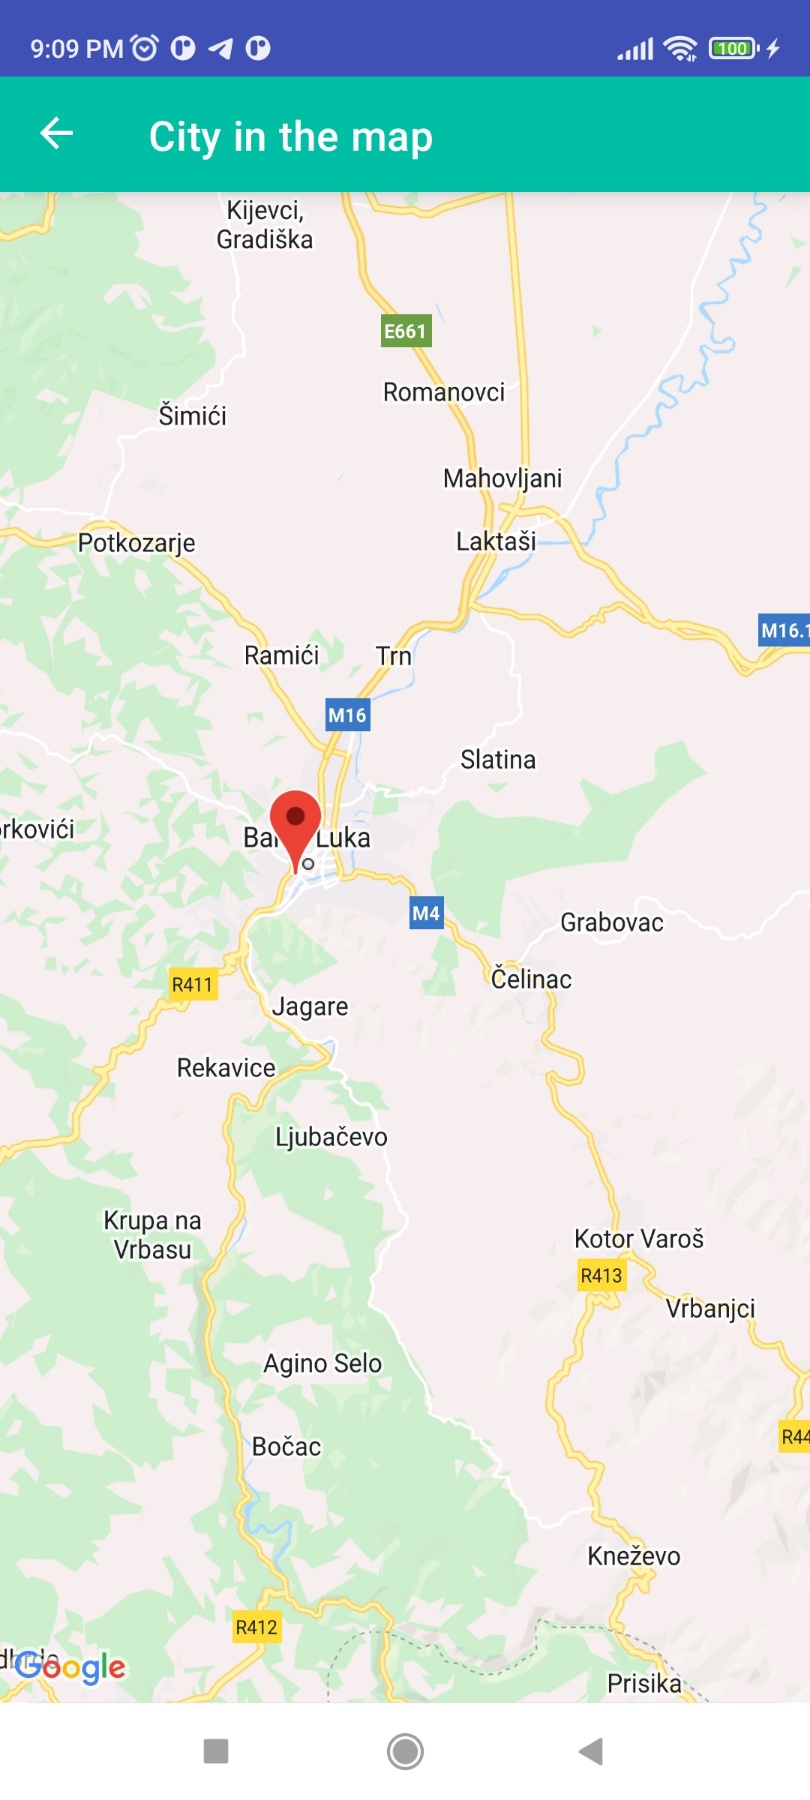 9:09 PM
100
City in the map
Kijevci,
Gradiška
E661
Romanovci
Šimići
Mahovljani
Potkozarje
Laktaši
M16.1
Ramići
Trn
M16
Slatina
rkovići
Luka
M4
Grabovac
R411
Čelinac
Jagare
Rekavice
Ljubačevo
Krupa na
Vrbasu
Kotor Varoš
R413
Vrbanjci
Agino Selo
R44
Bočac
Kneževo
R412
Google
Prisika